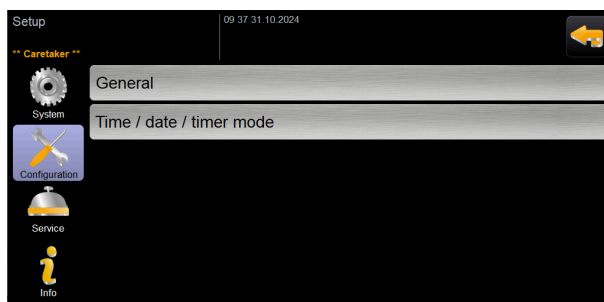 Setup
09 37 31.10.2024
** Caretaker **
General
System
Time / date / timer mode
Configuration
Service
Info